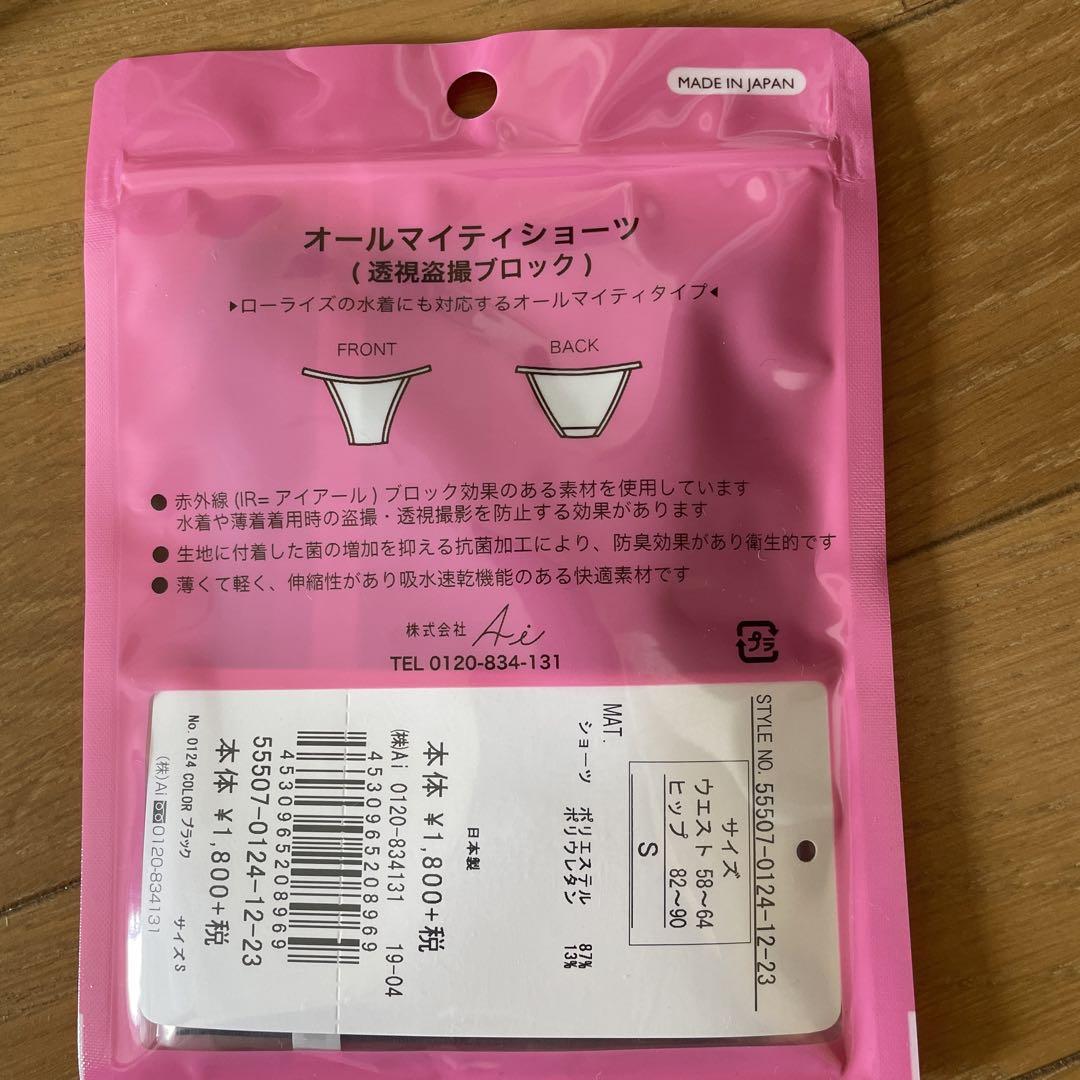 MADE IN JAPAN
オールマイティショーツ
(透視盗撮ブロック)
▶ローライズの水着にも対応するオールマイティタイプ◀
FRONT
BACK
● 赤外線(IR=アイアール)ブロック効果のある素材を使用しています
水着や薄着着用時の盗撮・透視撮影を防止する効果があります
● 生地に付着した菌の増加を抑える抗菌加工により、防臭効果があり衛生的です
● 薄くて軽く、伸縮性があり吸水速乾機能のある快適素材です
株式会社 Ai
TEL 0120-834-131
プラ
STYLE NO. 55507-0124-12-23
サイズ
ウエスト 58〜64
ヒップ 82〜90
S
MAT.
ショーツ ポリエステル 87%
ポリウレタン 13%
日本製
本体 ¥1,800+税
(株)Ai 0120-834131 19-04
4530965208969
4530965208969
55507-0124-12-23
本体 ¥1,800+税
No. 0124 COLOR ブラック サイズ S
(株)Ai 0120-834131